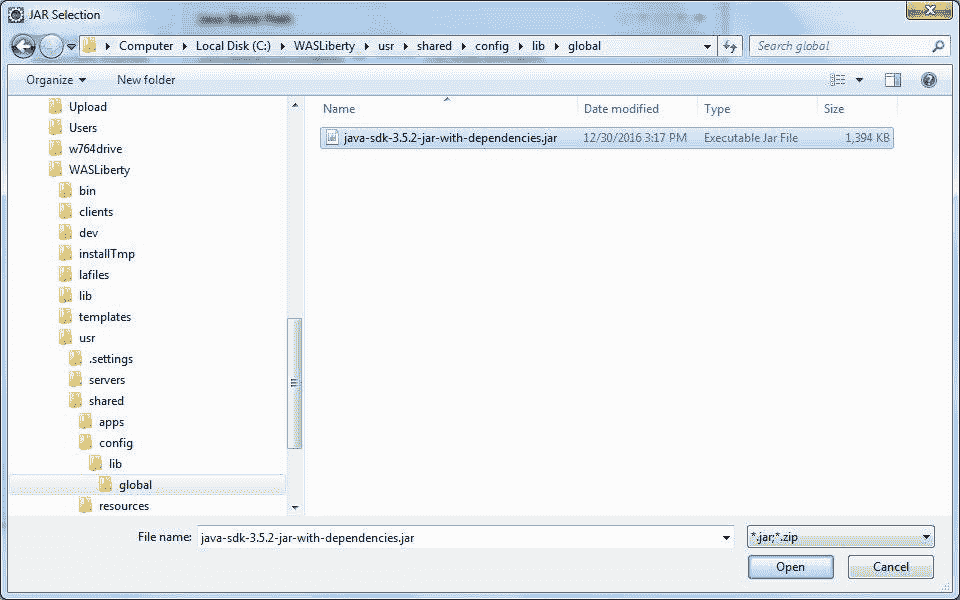 JAR Selection
Computer Local Disk (C:) WASLiberty usr shared config lib global
Search global
Organize New folder
Upload
Users
w764drive
WASLiberty
bin
clients
dev
installTmp
lafiles
lib
templates
usr
.settings
servers
shared
apps
config
lib
global
resources
Name Date modified Type Size
java-sdk-3.5.2-jar-with-dependencies.jar 12/30/2016 3:17 PM Executable Jar File 1,394 KB
File name: java-sdk-3.5.2-jar-with-dependencies.jar *.jar;*.zip
Open Cancel